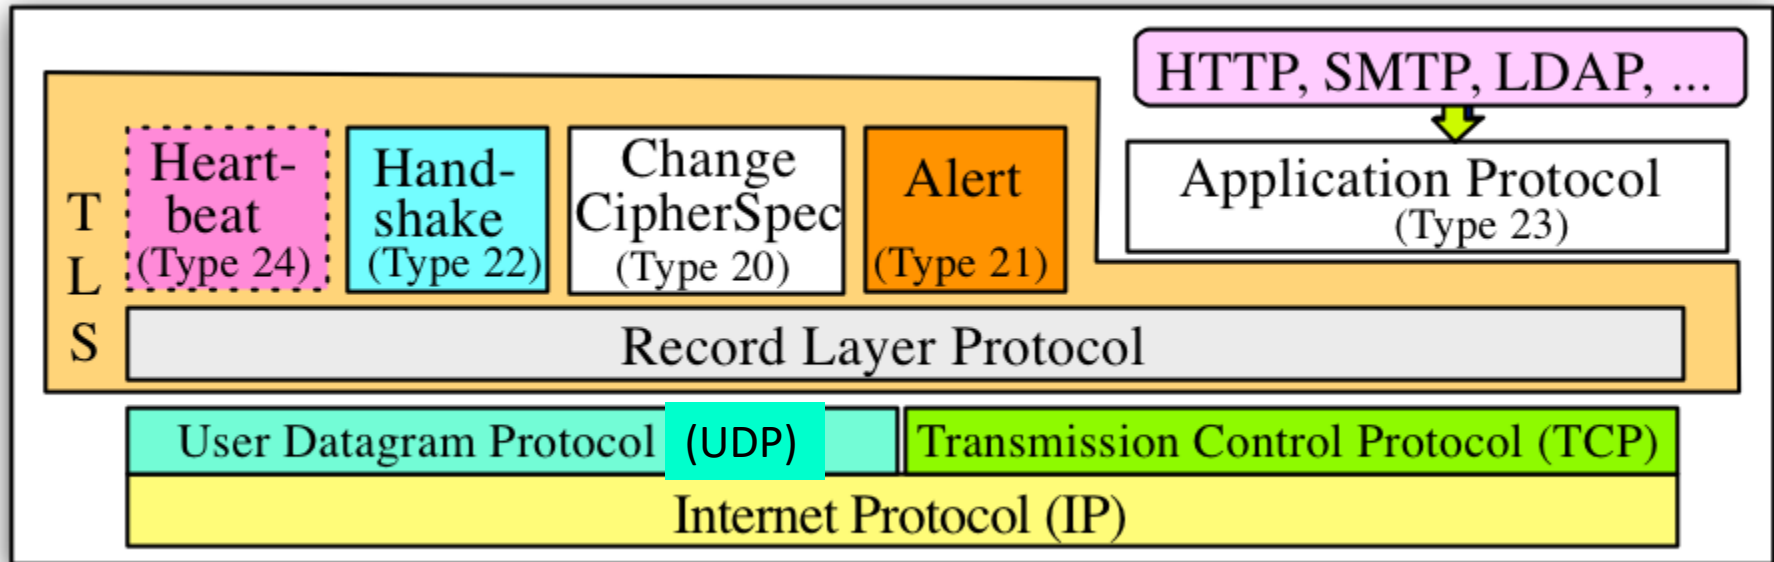 HTTP, SMTP, LDAP, ...
T
L
S
Heart-
beat
(Type 24)
Hand-
shake
(Type 22)
Change
CipherSpec
(Type 20)
Alert
(Type 21)
Application Protocol
(Type 23)
Record Layer Protocol
User Datagram Protocol (UDP)
Transmission Control Protocol (TCP)
Internet Protocol (IP)